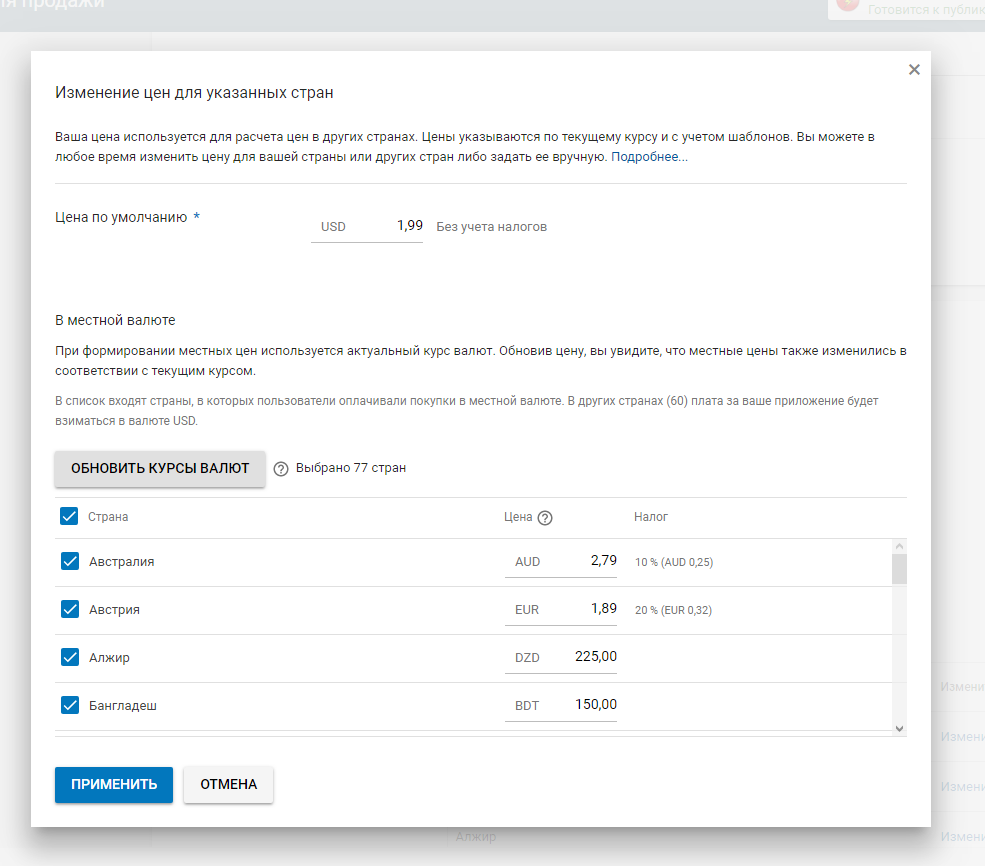 ля продажи
Готовится к публик
Изменение цен для указанных стран
Ваша цена используется для расчета цен в других странах. Цены указываются по текущему курсу и с учетом шаблонов. Вы можете в
любое время изменить цену для вашей страны или других стран либо задать ее вручную. Подробнее...
Цена по умолчанию * USD 1,99 Без учета налогов
В местной валюте
При формировании местных цен используется актуальный курс валют. Обновив цену, вы увидите, что местные цены также изменились в
соответствии с текущим курсом.
В список входят страны, в которых пользователи оплачивали покупки в местной валюте. В других странах (60) плата за ваше приложение будет
взиматься в валюте USD.
ОБНОВИТЬ КУРСЫ ВАЛЮТ ? Выбрано 77 стран
Страна Цена ? Налог
Австралия AUD 2,79 10 % (AUD 0,25)
Австрия EUR 1,89 20 % (EUR 0,32)
Алжир DZD 225,00
Бангладеш BDT 150,00
Измени
Измени
Измени
ПРИМЕНИТЬ ОТМЕНА
Алжир Измени